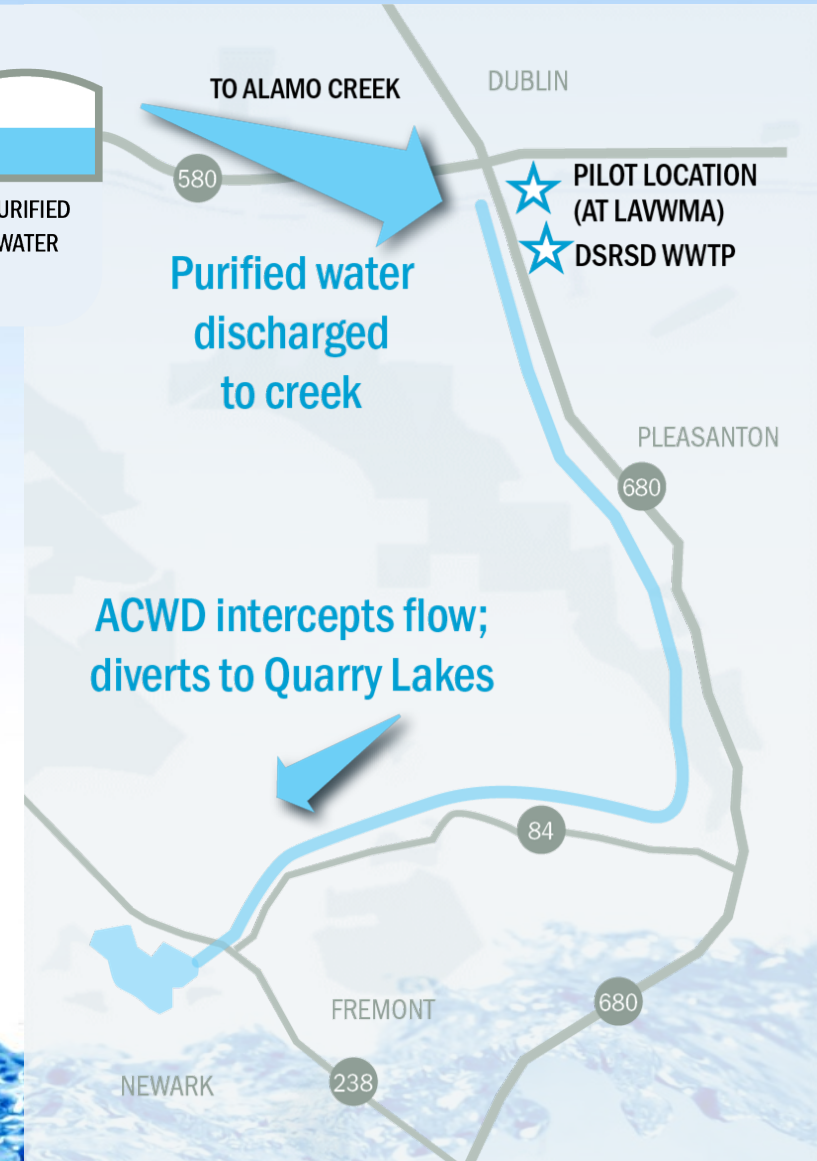 TO ALAMO CREEK
DUBLIN
580
URIFIED
WATER
PILOT LOCATION
(AT LAVWMA)
DSRSD WWTP
Purified water
discharged
to creek
PLEASANTON
680
ACWD intercepts flow;
diverts to Quarry Lakes
84
FREMONT
680
NEWARK
238